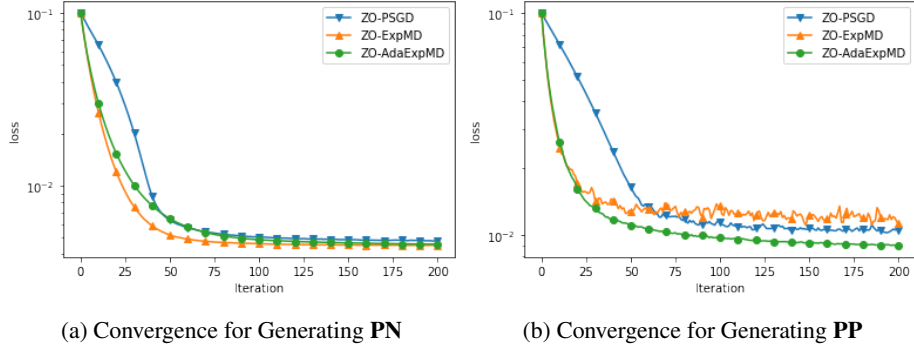 10⁻¹
10⁻²
loss
0 25 50 75 100 125 150 175 200
Iteration
ZO-PSGD
ZO-ExpMD
ZO-AdaExpMD
(a) Convergence for Generating PN
10⁻¹
10⁻²
loss
0 25 50 75 100 125 150 175 200
Iteration
ZO-PSGD
ZO-ExpMD
ZO-AdaExpMD
(b) Convergence for Generating PP